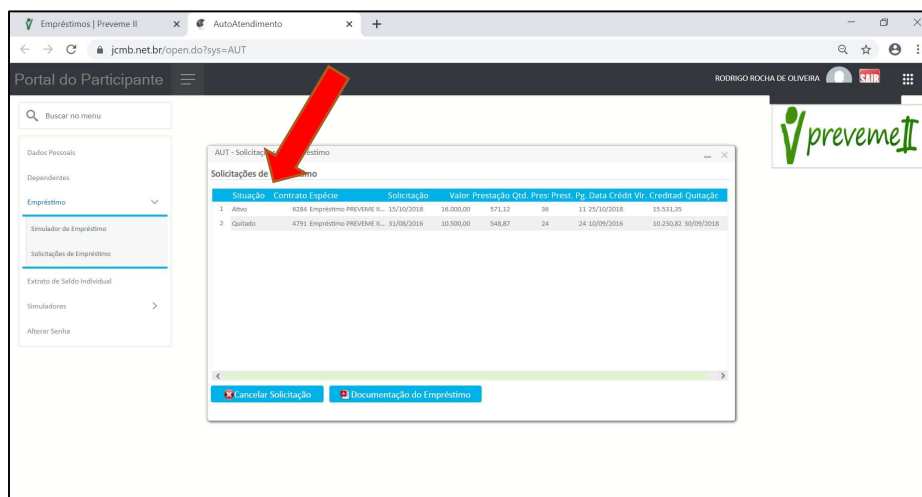 Empréstimos | Preveme II
AutoAtendimento
jcmb.net.br/open.do?sys=AUT
Portal do Participante
RODRIGO ROCHA DE OLIVEIRA
SAIR
Buscar no menu
Dados Pessoais
Dependentes
Empréstimo
Simulador de Empréstimo
Solicitações de Empréstimo
Extrato de Saldo Individual
Simuladores
Alterar Senha
prevemeII
AUT - Solicitaç éstimo
Solicitações de mo
Situação Contrato Espécie Solicitação Valor Prestação Qtd. Pres Prest. Pg. Data Crédit Vlr. Creditad Quitaçãc
1 Ativo 6284 Empréstimo PREVEME II... 15/10/2018 16.000,00 571,12 36 11 25/10/2018 15.531,35
2 Quitado 4791 Empréstimo PREVEME II... 31/08/2016 10.500,00 548,87 24 24 10/09/2016 10.230,82 30/09/2018
Cancelar Solicitação Documentação do Empréstimo